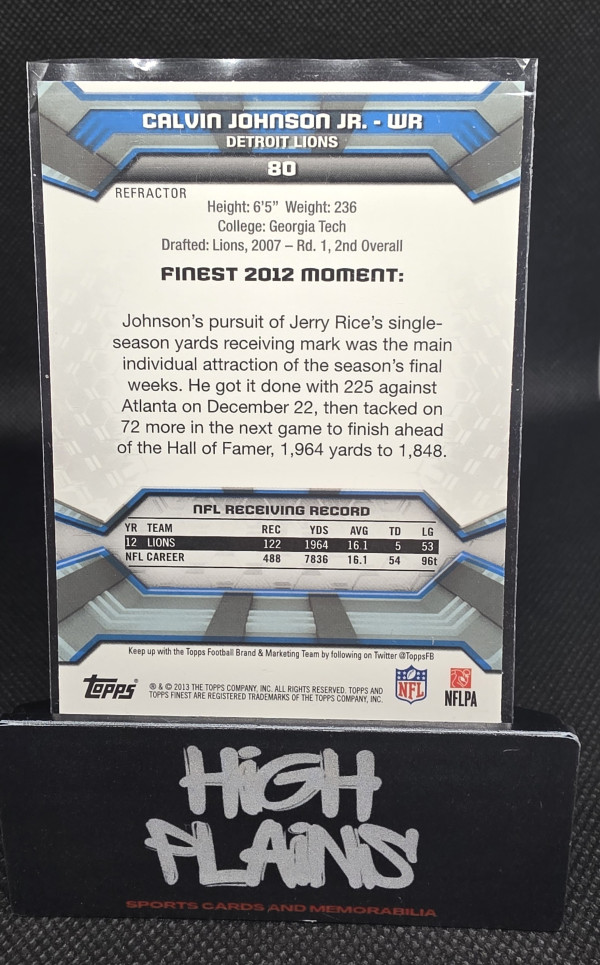 CALVIN JOHNSON JR. - WR
DETROIT LIONS
80
REFRACTOR
Height: 6'5" Weight: 236
College: Georgia Tech
Drafted: Lions, 2007 – Rd. 1, 2nd Overall
FINEST 2012 MOMENT:
Johnson's pursuit of Jerry Rice's single-
season yards receiving mark was the main
individual attraction of the season's final
weeks. He got it done with 225 against
Atlanta on December 22, then tacked on
72 more in the next game to finish ahead
of the Hall of Famer, 1,964 yards to 1,848.
NFL RECEIVING RECORD
YR TEAM REC YDS AVG TD LG
12 LIONS 122 1964 16.1 5 53
NFL CAREER 488 7836 16.1 54 96t
Keep up with the Topps Football Brand & Marketing Team by following on Twitter @ToppsFB
Topps®
® & © 2013 THE TOPPS COMPANY, INC. ALL RIGHTS RESERVED. TOPPS AND
TOPPS FINEST ARE REGISTERED TRADEMARKS OF THE TOPPS COMPANY, INC.
NFL
NFLPA
HiGH
PLAiNS
SPORTS CARDS AND MEMORABILIA